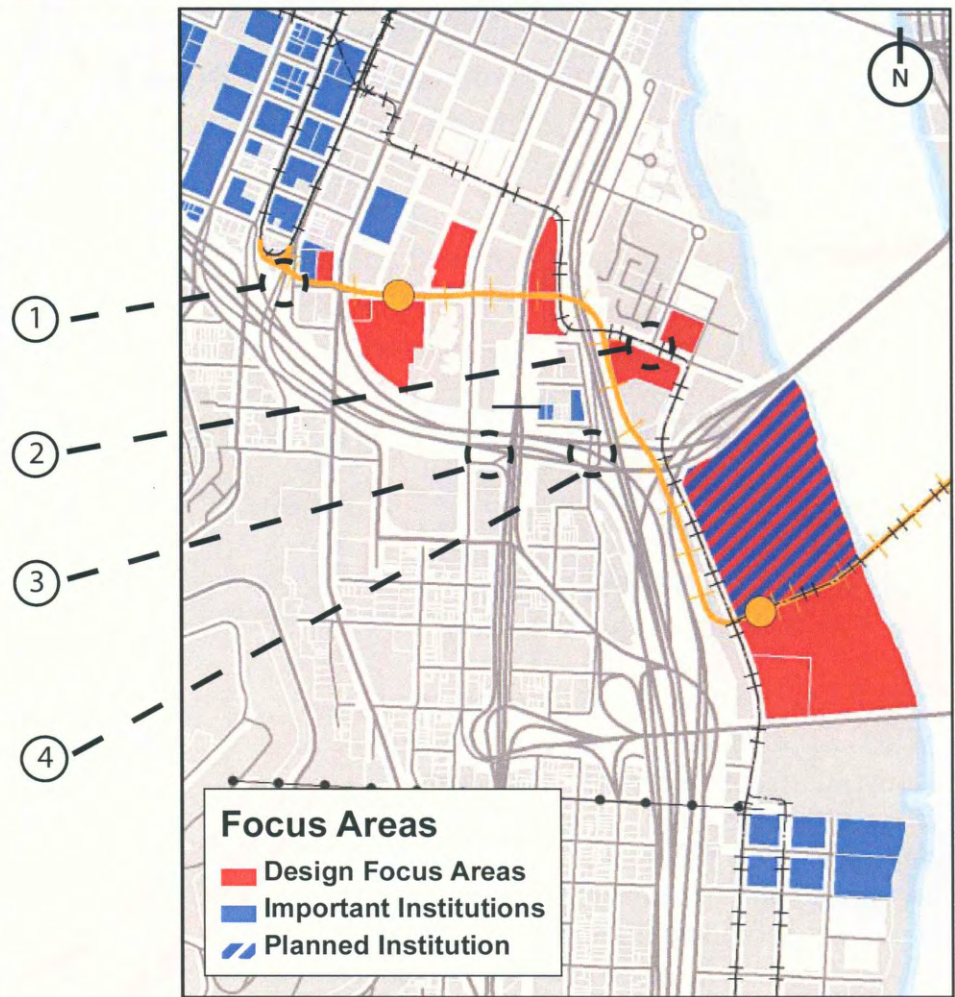 N
1
2
3
4
Focus Areas
Design Focus Areas
Important Institutions
Planned Institution